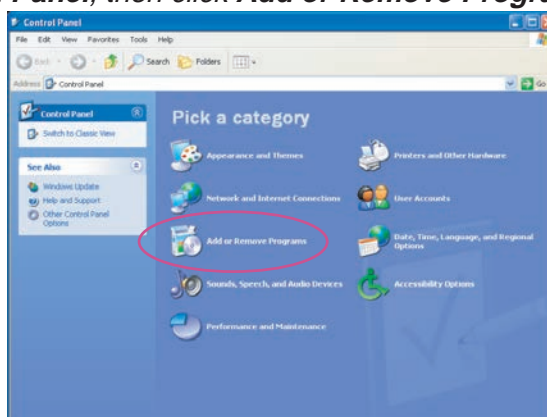 Panel, then click Add or Remove Progra
Control Panel
File Edit View Favorites Tools Help
Back Search Folders
Address Control Panel Go
Control Panel
Switch to Classic View
See Also
Windows Update
Help and Support
Other Control Panel
Options
Pick a category
Appearance and Themes
Printers and Other Hardware
Network and Internet Connections
User Accounts
Add or Remove Programs
Date, Time, Language, and Regional
Options
Sounds, Speech, and Audio Devices
Accessibility Options
Performance and Maintenance